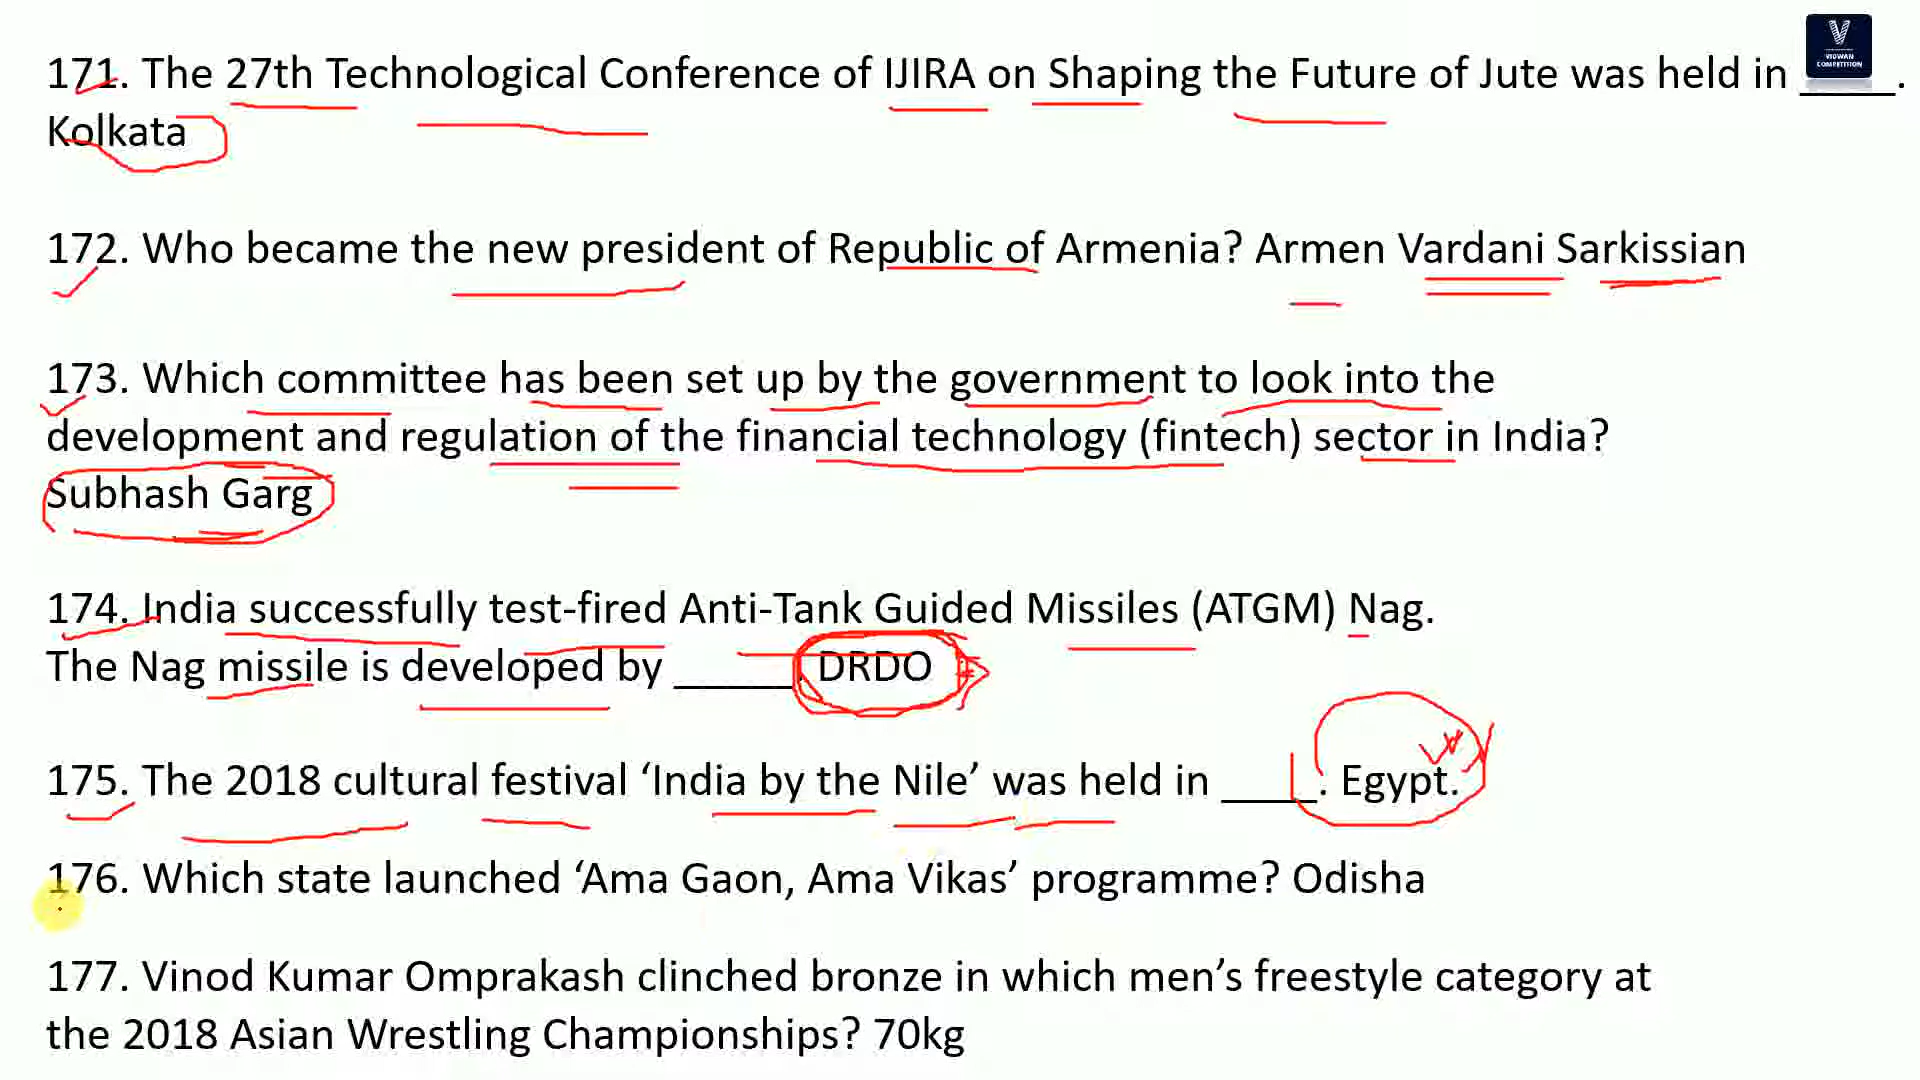 171. The 27th Technological Conference of IJIRA on Shaping the Future of Jute was held in _____.
Kolkata
172. Who became the new president of Republic of Armenia? Armen Vardani Sarkissian
173. Which committee has been set up by the government to look into the
development and regulation of the financial technology (fintech) sector in India?
Subhash Garg
174. India successfully test-fired Anti-Tank Guided Missiles (ATGM) Nag.
The Nag missile is developed by ______. DRDO
175. The 2018 cultural festival ‘India by the Nile’ was held in _____. Egypt.
176. Which state launched ‘Ama Gaon, Ama Vikas’ programme? Odisha
177. Vinod Kumar Omprakash clinched bronze in which men’s freestyle category at
the 2018 Asian Wrestling Championships? 70kg
V
VIDWAN
COMPETITION